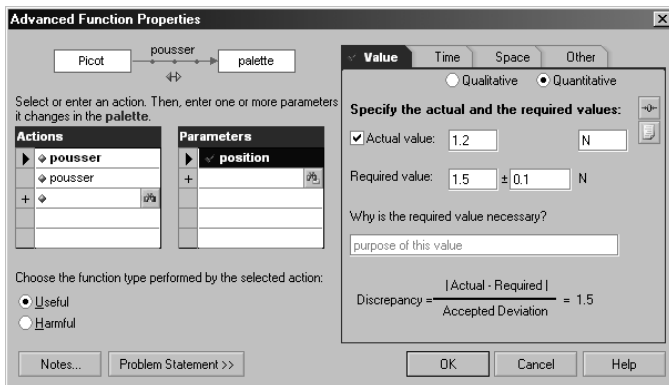 Advanced Function Properties
Picot
pousser
palette
Select or enter an action. Then, enter one or more parameters
it changes in the palette.
Actions
pousser
pousser
+
Parameters
position
+
Choose the function type performed by the selected action:
Useful
Harmful
Notes...
Problem Statement >>
Value
Time
Space
Other
Qualitative
Quantitative
Specify the actual and the required values:
Actual value: 1.2 N
Required value: 1.5 ± 0.1 N
Why is the required value necessary?
purpose of this value
Discrepancy = | Actual - Required | / Accepted Deviation = 1.5
OK
Cancel
Help